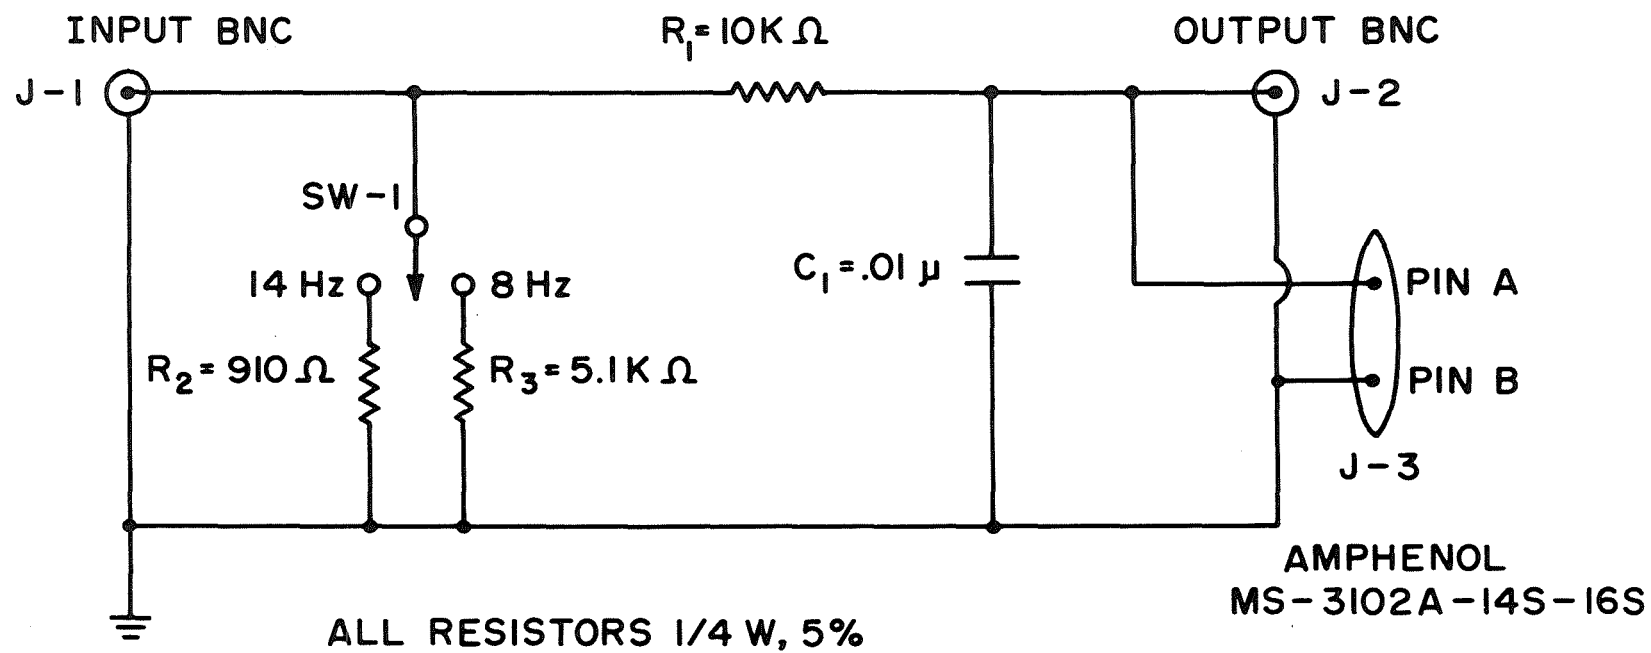 INPUT BNC
R1=10K Ω
OUTPUT BNC
J-1
J-2
SW-1
14 Hz
8 Hz
C1=.01 μ
PIN A
R2=910 Ω
R3=5.1K Ω
PIN B
J-3
AMPHENOL
MS-3102A-14S-16S
ALL RESISTORS 1/4 W, 5%